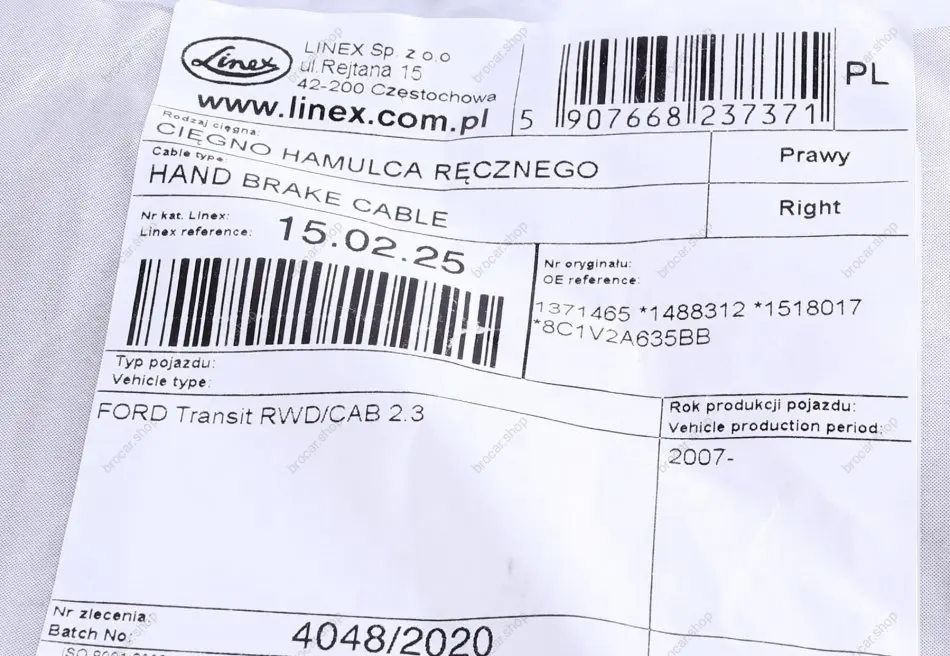 Linex
LINEX Sp. z o.o
ul.Rejtana 15
42-200 Częstochowa
www.linex.com.pl
5 907668 237371
PL
Rodzaj cięgna:
CIĘGNO HAMULCA RĘCZNEGO
Prawy
Cable type:
HAND BRAKE CABLE
Right
Nr kat. Linex:
Linex reference:
15.02.25
Nr oryginału:
OE reference:
1371465 *1488312 *1518017
*8C1V2A635BB
Typ pojazdu:
Vehicle type:
FORD Transit RWD/CAB 2.3
Rok produkcji pojazdu:
Vehicle production period:
2007-
Nr zlecenia:
Batch No:
4048/2020
brocar.shop